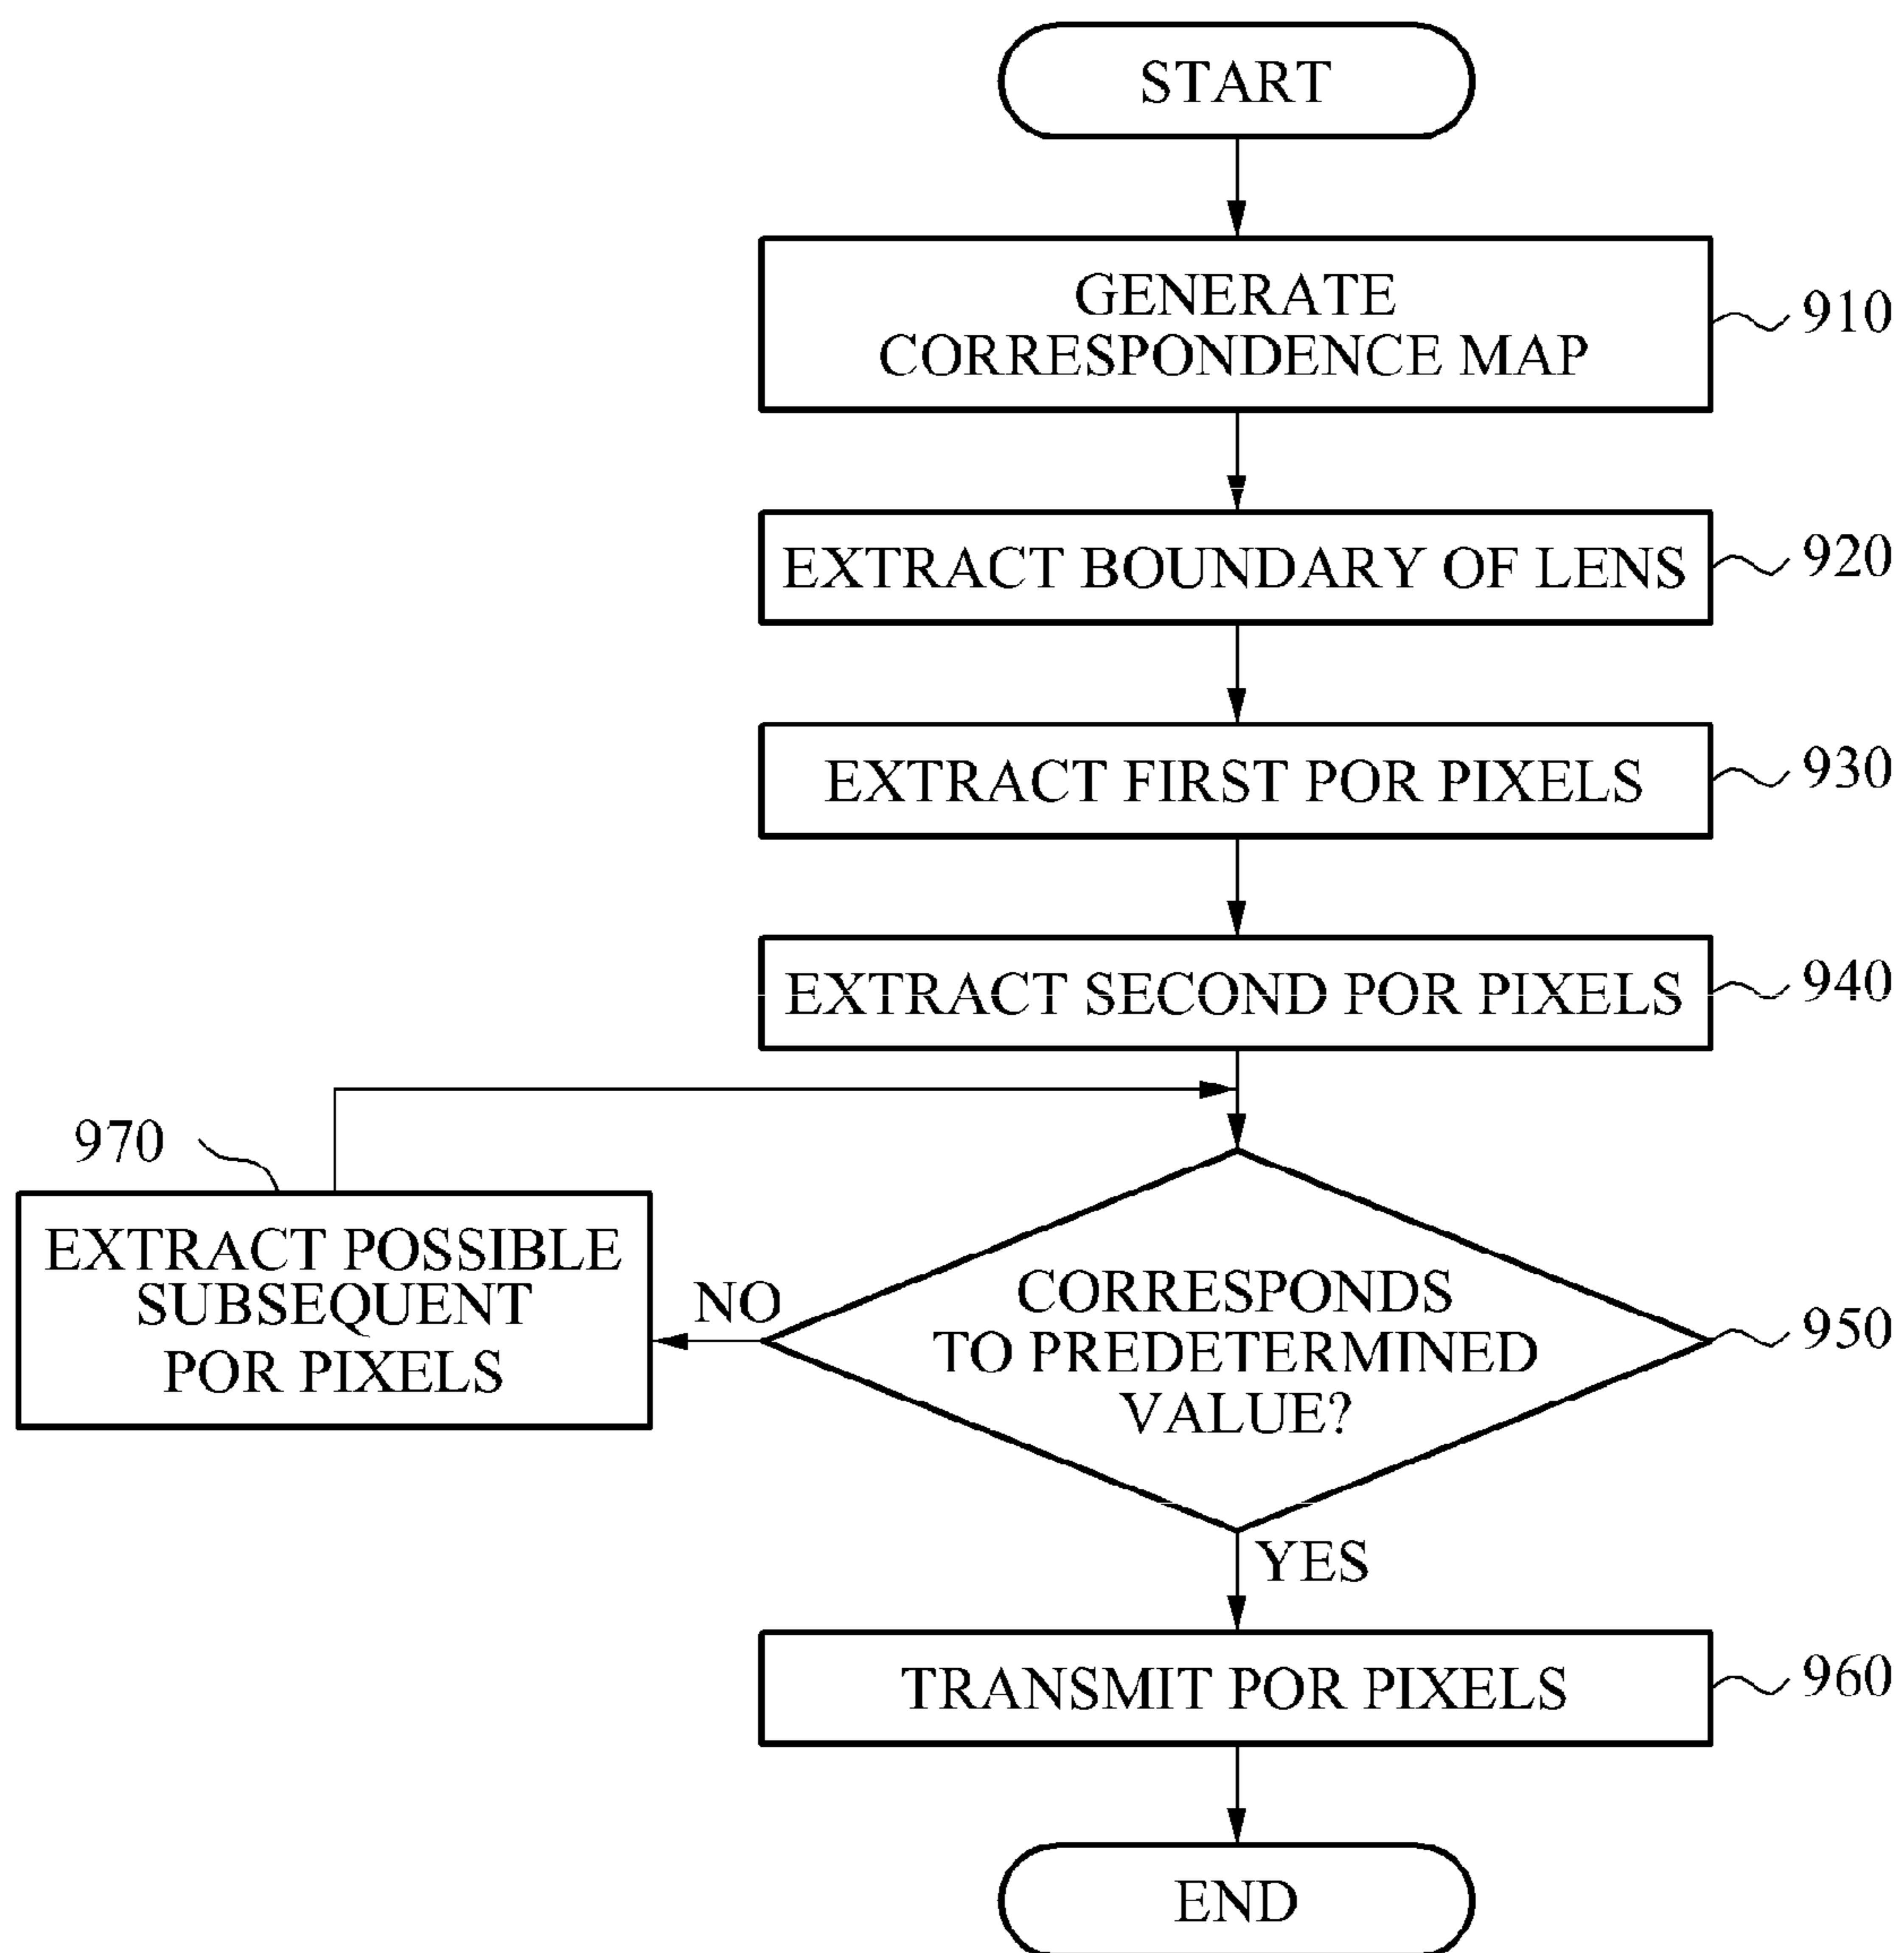 START
GENERATE
CORRESPONDENCE MAP
910
EXTRACT BOUNDARY OF LENS
920
EXTRACT FIRST POR PIXELS
930
EXTRACT SECOND POR PIXELS
940
970
EXTRACT POSSIBLE
SUBSEQUENT
POR PIXELS
NO
CORRESPONDS
TO PREDETERMINED
VALUE?
950
YES
TRANSMIT POR PIXELS
960
END